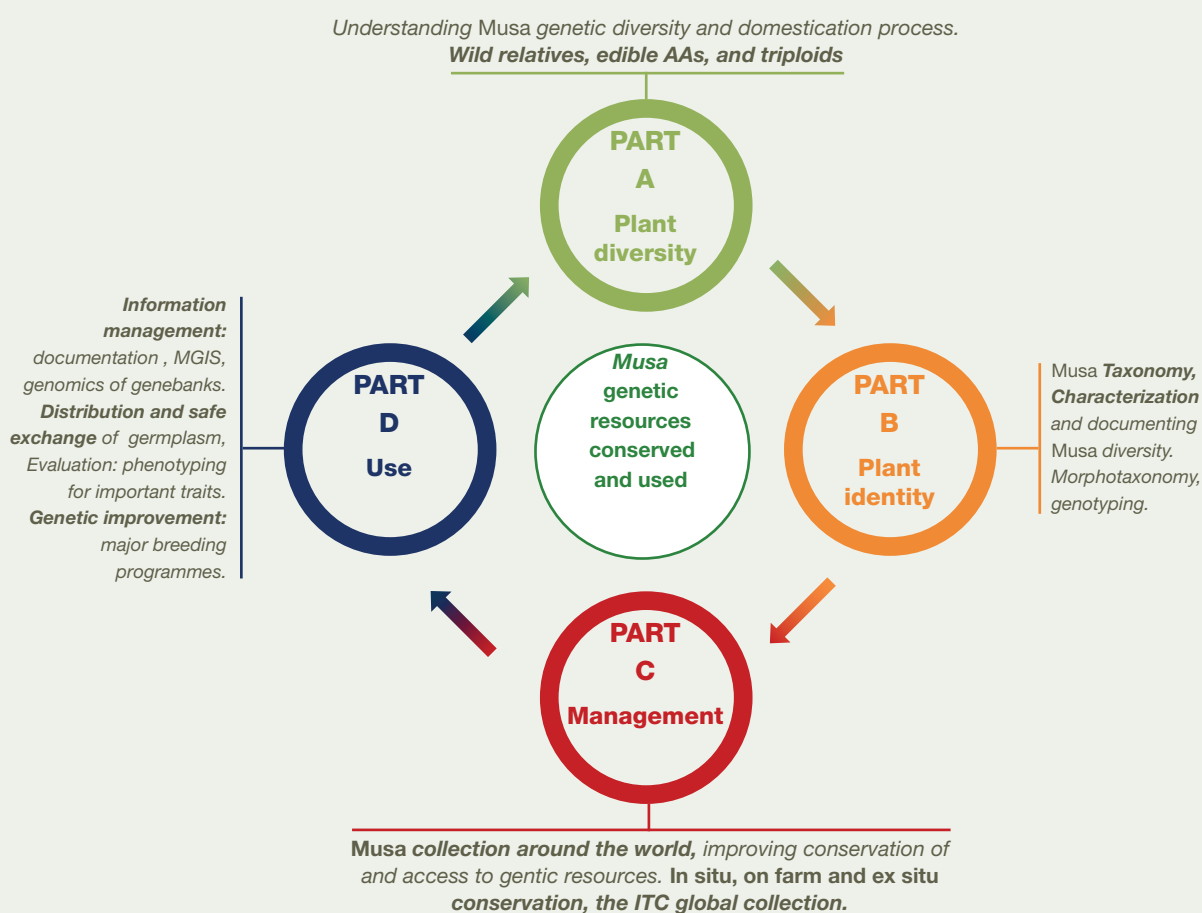 Understanding Musa genetic diversity and domestication process.
Wild relatives, edible AAs, and triploids
PART
A
Plant
diversity
Information
management:
documentation , MGIS,
genomics of genebanks.
Distribution and safe
exchange of germplasm,
Evaluation: phenotyping
for important traits.
Genetic improvement:
major breeding
programmes.
PART
D
Use
Musa
genetic
resources
conserved
and used
PART
B
Plant
identity
Musa Taxonomy,
Characterization
and documenting
Musa diversity.
Morphotaxonomy,
genotyping.
PART
C
Management
Musa collection around the world, improving conservation of
and access to gentic resources. In situ, on farm and ex situ
conservation, the ITC global collection.